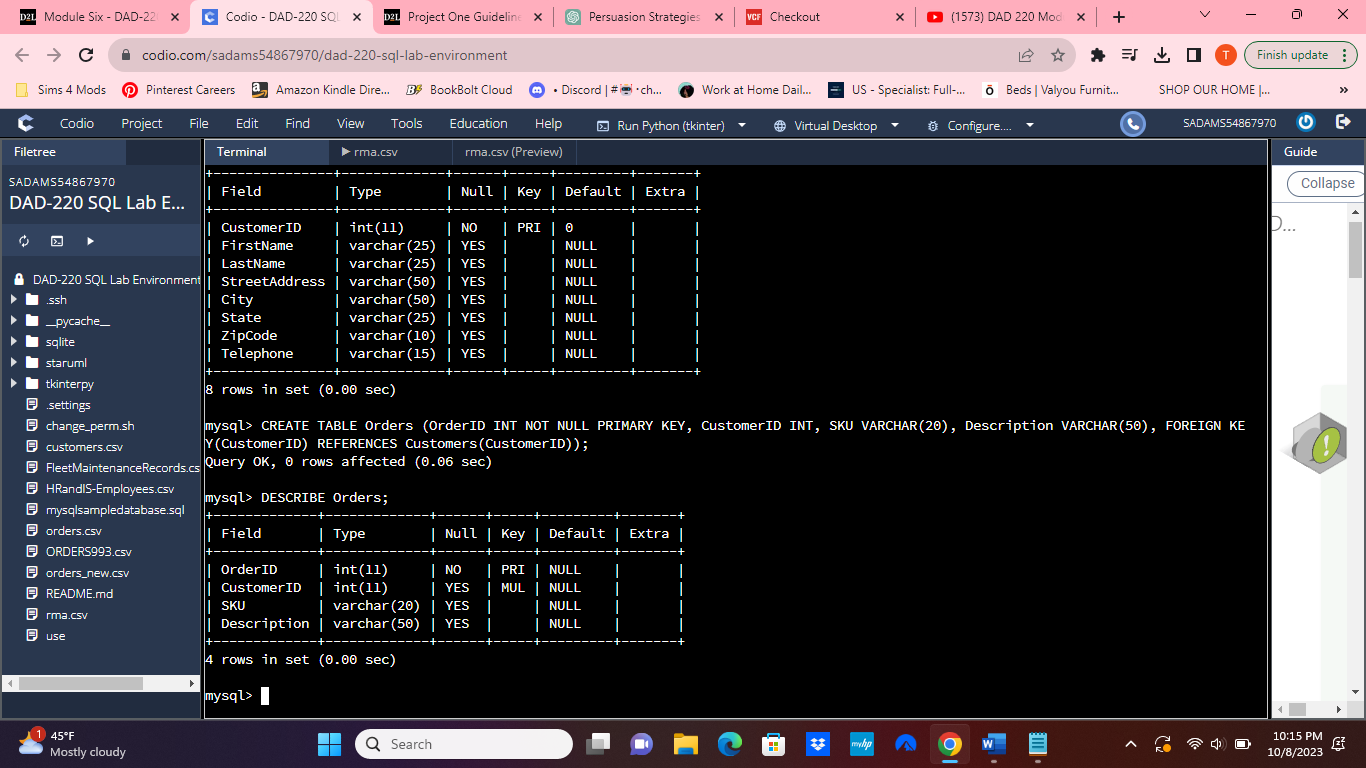 Module Six - DAD-22
Codio - DAD-220 SQL
Project One Guideline
Persuasion Strategies
Checkout
(1573) DAD 220 Mod
codio.com/sadams54867970/dad-220-sql-lab-environment
T
Finish update
Sims 4 Mods
Pinterest Careers
Amazon Kindle Dire...
BookBolt Cloud
• Discord | #
ch...
Work at Home Dail...
US - Specialist: Full-...
Beds | Valyou Furnit...
SHOP OUR HOME |...
»
Codio Project File Edit Find View Tools Education Help
Run Python (tkinter)
Virtual Desktop
Configure....
SADAMS54867970
Filetree
Terminal
rma.csv
rma.csv (Preview)
Guide
SADAMS54867970
DAD-220 SQL Lab E...
Collapse
D...
DAD-220 SQL Lab Environment
.ssh
__pycache__
sqlite
staruml
tkinterpy
.settings
change_perm.sh
customers.csv
FleetMaintenanceRecords.cs
HRandIS-Employees.csv
mysqlsampledatabase.sql
orders.csv
ORDERS993.csv
orders_new.csv
README.md
rma.csv
use
+---------------+-------------+------+-----+---------+-------+
| Field         | Type        | Null | Key | Default | Extra |
+---------------+-------------+------+-----+---------+-------+
| CustomerID    | int(11)     | NO   | PRI | 0       |       |
| FirstName     | varchar(25) | YES  |     | NULL    |       |
| LastName      | varchar(25) | YES  |     | NULL    |       |
| StreetAddress | varchar(50) | YES  |     | NULL    |       |
| City          | varchar(50) | YES  |     | NULL    |       |
| State         | varchar(25) | YES  |     | NULL    |       |
| ZipCode       | varchar(10) | YES  |     | NULL    |       |
| Telephone     | varchar(15) | YES  |     | NULL    |       |
+---------------+-------------+------+-----+---------+-------+
8 rows in set (0.00 sec)
mysql> CREATE TABLE Orders (OrderID INT NOT NULL PRIMARY KEY, CustomerID INT, SKU VARCHAR(20), Description VARCHAR(50), FOREIGN KE
Y(CustomerID) REFERENCES Customers(CustomerID));
Query OK, 0 rows affected (0.06 sec)
mysql> DESCRIBE Orders;
+-------------+-------------+------+-----+---------+-------+
| Field       | Type        | Null | Key | Default | Extra |
+-------------+-------------+------+-----+---------+-------+
| OrderID     | int(11)     | NO   | PRI | NULL    |       |
| CustomerID  | int(11)     | YES  | MUL | NULL    |       |
| SKU         | varchar(20) | YES  |     | NULL    |       |
| Description | varchar(50) | YES  |     | NULL    |       |
+-------------+-------------+------+-----+---------+-------+
4 rows in set (0.00 sec)
mysql>
1
45°F
Mostly cloudy
Search
10:15 PM
10/8/2023